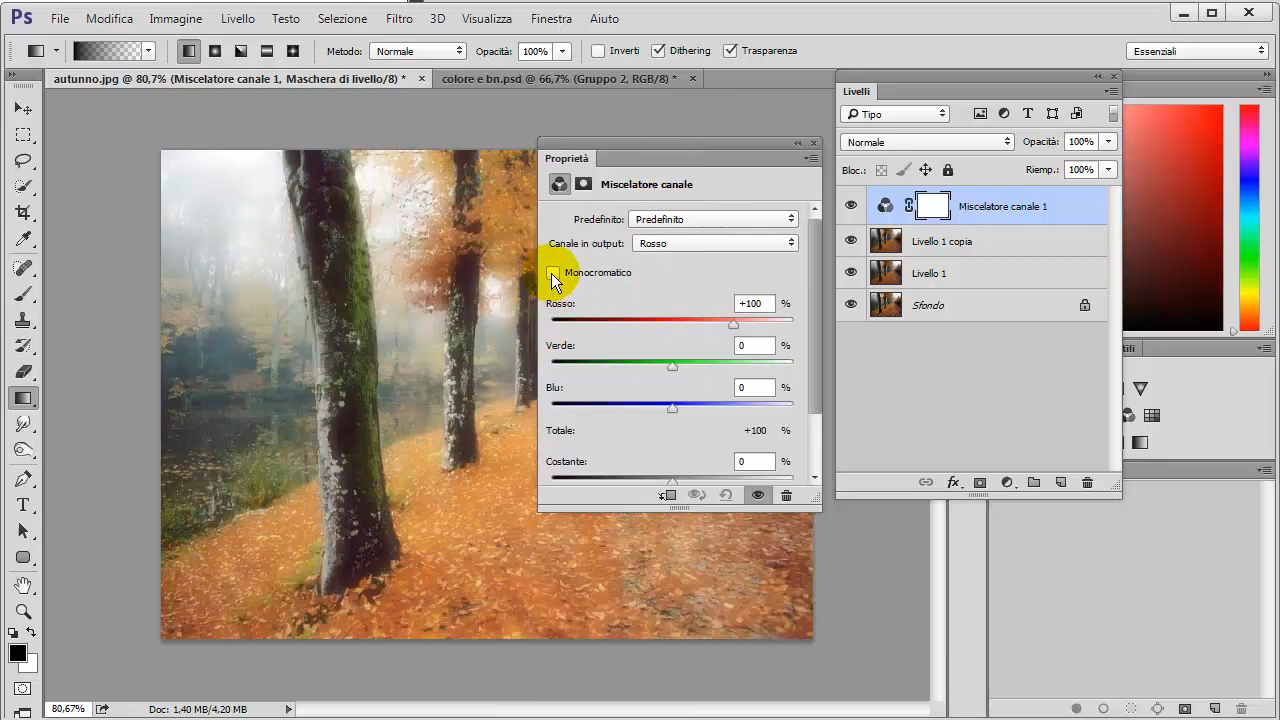 Ps File Modifica Immagine Livello Testo Selezione Filtro 3D Visualizza Finestra Aiuto
Metodo: Normale Opacità: 100% Inverti Dithering Trasparenza Essenziali
autunno.jpg @ 80,7% (Miscelatore canale 1, Maschera di livello/8) * colore e bn.psd @ 66,7% (Gruppo 2, RGB/8) *
Livelli
Tipo
Normale Opacità: 100%
Bloc.: Riemp.: 100%
Miscelatore canale 1
Livello 1 copia
Livello 1
Sfondo
Proprietà
Miscelatore canale
Predefinito: Predefinito
Canale in output: Rosso
Monocromatico
Rosso: +100 %
Verde: 0 %
Blu: 0 %
Totale: +100 %
Costante: 0 %
fx
80,67% Doc: 1,40 MB/4,20 MB